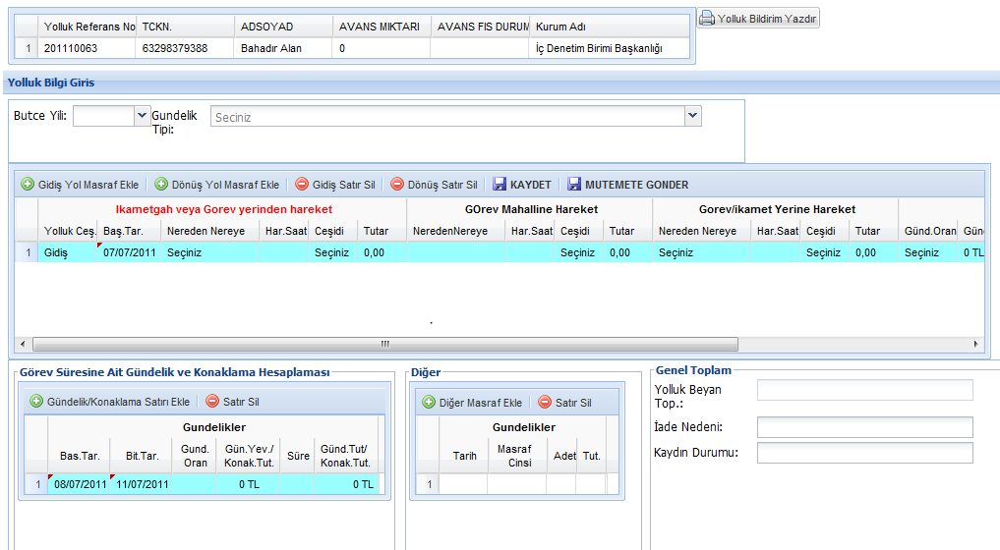 Yolluk Referans No TCKN. ADSOYAD AVANS MIKTARI AVANS FIS DURUM Kurum Adı
1 201110063 63298379388 Bahadır Alan 0 İç Denetim Birimi Başkanlığı
Yolluk Bildirim Yazdır
Yolluk Bilgi Giris
Butce Yili: Gundelik Tipi: Seciniz
Gidiş Yol Masraf Ekle Dönüş Yol Masraf Ekle Gidiş Satır Sil Dönüş Satır Sil KAYDET MUTEMETE GONDER
Ikametgah veya Gorev yerinden hareket GOrev Mahalline Hareket Gorev/ikamet Yerine Hareket
Yolluk Ceş. Baş.Tar. Nereden Nereye Har.Saat Ceşidi Tutar NeredenNereye Har.Saat Ceşidi Tutar Nereden Nereye Har.Saat Ceşidi Tutar Günd.Oran Gün
1 Gidiş 07/07/2011 Seçiniz Seçiniz 0,00 Seçiniz 0,00 Seçiniz Seçiniz 0,00 Seçiniz 0 TL
Görev Süresine Ait Gündelik ve Konaklama Hesaplaması
Gündelik/Konaklama Satırı Ekle Satır Sil
Gundelikler
Bas.Tar. Bit.Tar. Gund. Oran Gün.Yev./ Konak.Tut. Süre Günd.Tut/ Konak.Tut.
1 08/07/2011 11/07/2011 0 TL 0 TL
Diğer
Diğer Masraf Ekle Satır Sil
Gundelikler
Tarih Masraf Cinsi Adet Tut.
1
Genel Toplam
Yolluk Beyan
Top.:
İade Nedeni:
Kaydın Durumu: